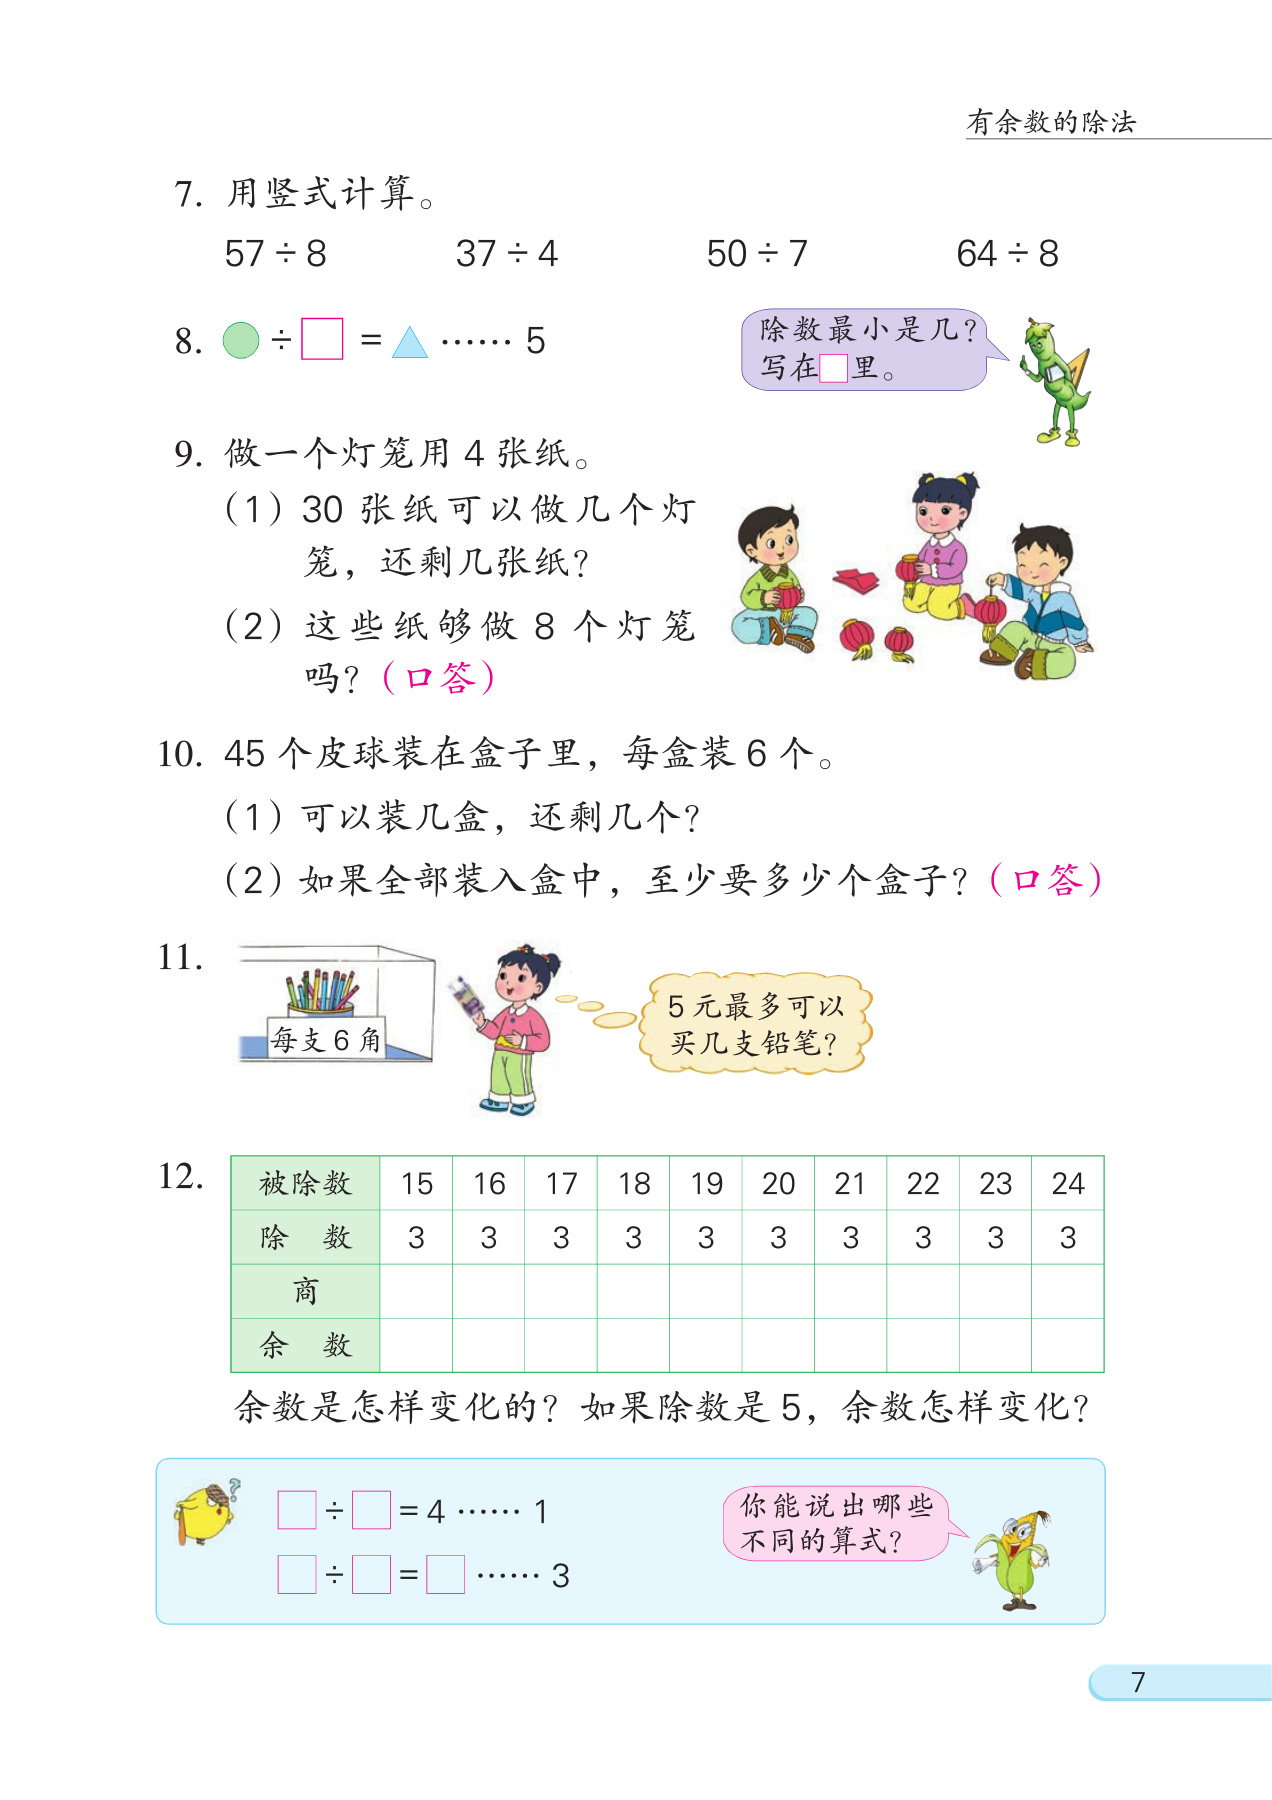 有余数的除法
7. 用竖式计算。
57 ÷ 8 37 ÷ 4 50 ÷ 7 64 ÷ 8
8. ÷ □ = …… 5
除数最小是几？
写在□里。
9. 做一个灯笼用 4 张纸。
（1）30 张纸可以做几个灯
笼，还剩几张纸？
（2）这些纸够做 8 个灯笼
吗？（口答）
10. 45 个皮球装在盒子里，每盒装 6 个。
（1）可以装几盒，还剩几个？
（2）如果全部装入盒中，至少要多少个盒子？（口答）
11.
每支 6 角
5 元最多可以
买几支铅笔？
12.
被除数 15 16 17 18 19 20 21 22 23 24
除 数 3 3 3 3 3 3 3 3 3 3
商
余 数
余数是怎样变化的？如果除数是 5，余数怎样变化？
□ ÷ □ = 4 …… 1
□ ÷ □ = □ …… 3
你能说出哪些
不同的算式？
7